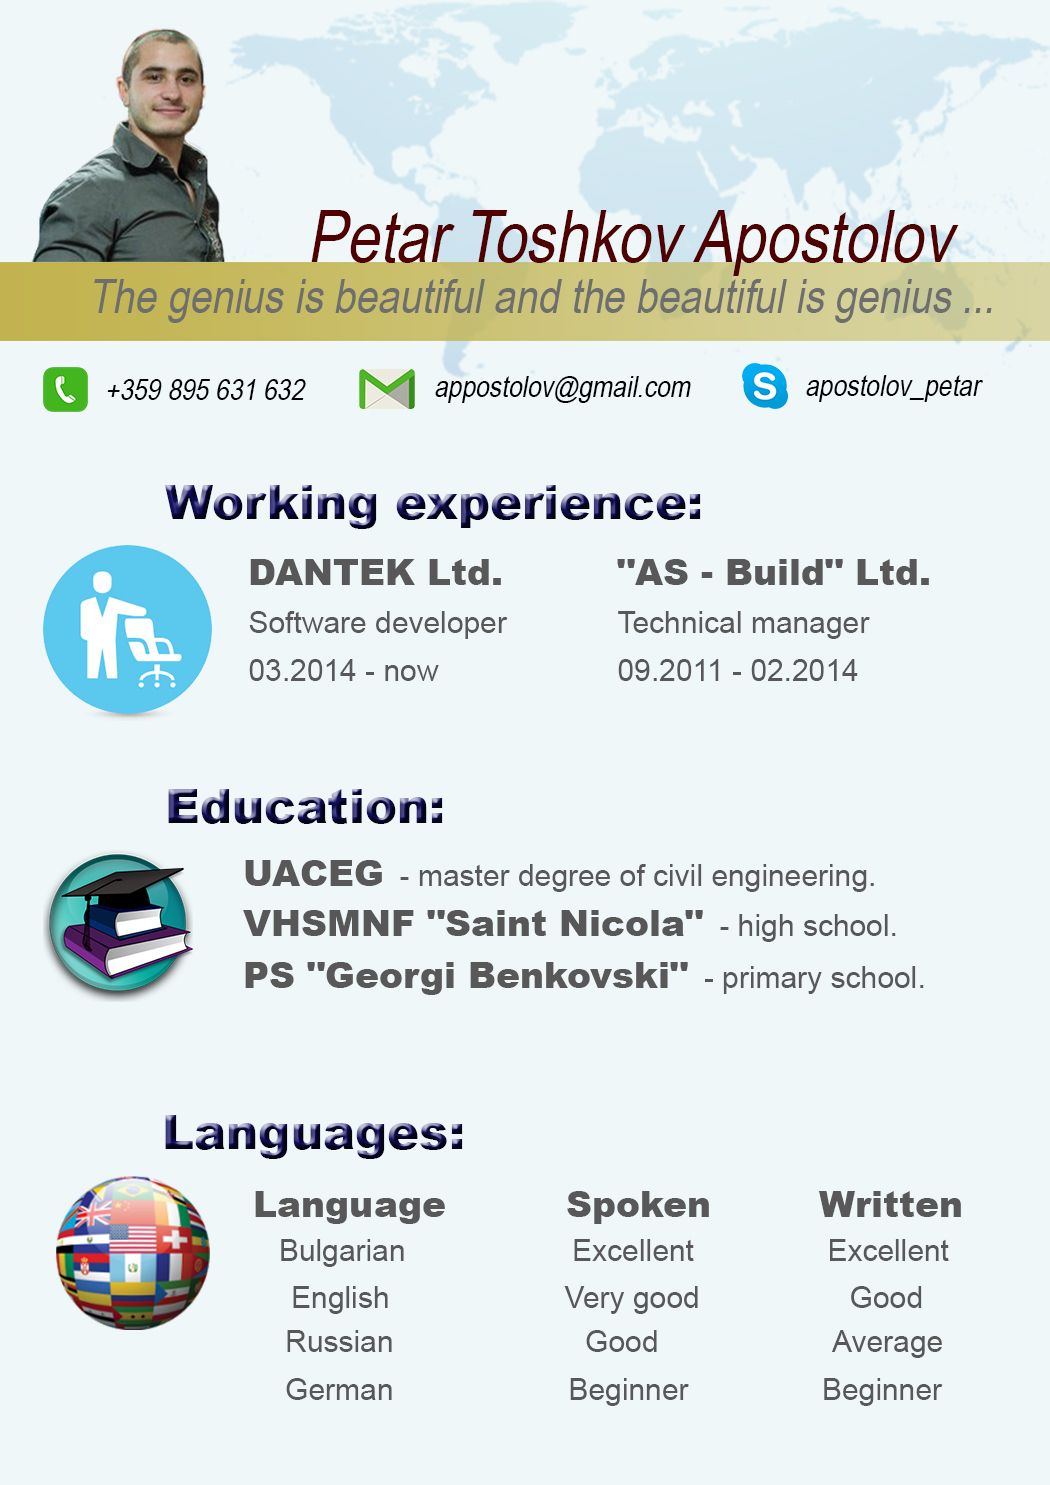 Petar Toshkov Apostolov
The genius is beautiful and the beautiful is genius ...
+359 895 631 632
appostolov@gmail.com
apostolov_petar
Working experience:
DANTEK Ltd.
Software developer
03.2014 - now
"AS - Build" Ltd.
Technical manager
09.2011 - 02.2014
Education:
UACEG - master degree of civil engineering.
VHSMNF "Saint Nicola" - high school.
PS "Georgi Benkovski" - primary school.
Languages:
Language Spoken Written
Bulgarian Excellent Excellent
English Very good Good
Russian Good Average
German Beginner Beginner